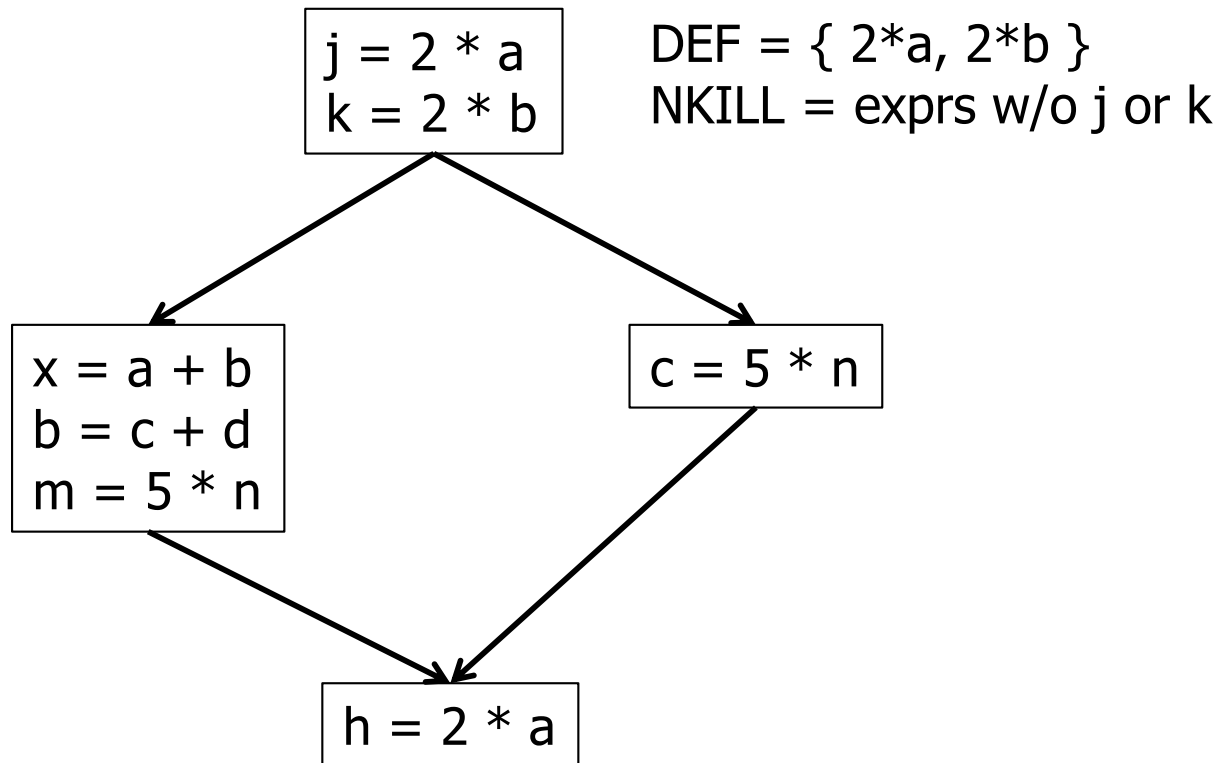 j = 2 * a
k = 2 * b
DEF = { 2*a, 2*b }
NKILL = exprs w/o j or k
x = a + b
b = c + d
m = 5 * n
c = 5 * n
h = 2 * a